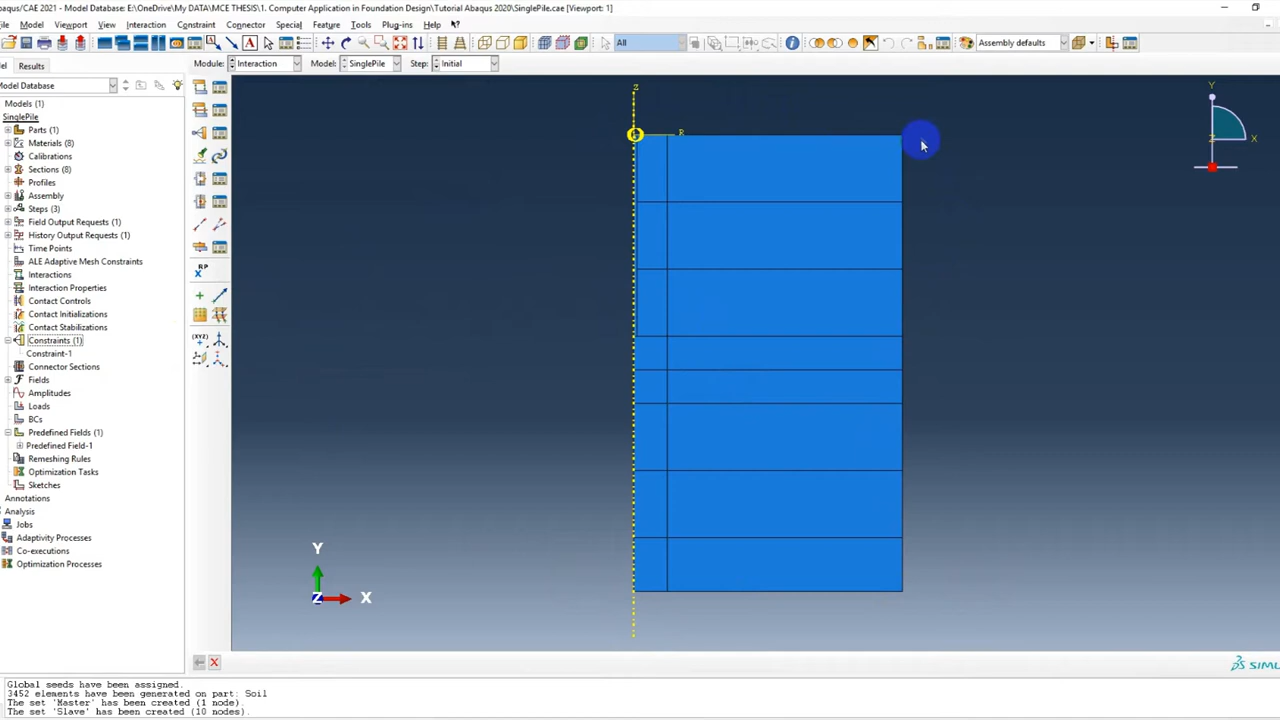 aqus/CAE 2021 - Model Database: E:\OneDrive\My DATA\MCE THESIS\1. Computer Application in Foundation Design\Tutorial Abaqus 2020\SinglePile.cae [Viewport: 1]
ile Model Viewport View Interaction Constraint Connector Special Feature Tools Plug-ins Help
All Assembly defaults
del Results Module: Interaction Model: SinglePile Step: Initial
Model Database
Models (1)
SinglePile
Parts (1)
Materials (8)
Calibrations
Sections (8)
Profiles
Assembly
Steps (3)
Field Output Requests (1)
History Output Requests (1)
Time Points
ALE Adaptive Mesh Constraints
Interactions
Interaction Properties
Contact Controls
Contact Initializations
Contact Stabilizations
Constraints (1)
Constraint-1
Connector Sections
Fields
Amplitudes
Loads
BCs
Predefined Fields (1)
Predefined Field-1
Remeshing Rules
Optimization Tasks
Sketches
Annotations
Analysis
Jobs
Adaptivity Processes
Co-executions
Optimization Processes
RP
(XYZ)
Z
R
Y
Z X
Y
Z X
SIMU
Global seeds have been assigned.
3452 elements have been generated on part: Soil
The set 'Master' has been created (1 node).
The set 'Slave' has been created (10 nodes).